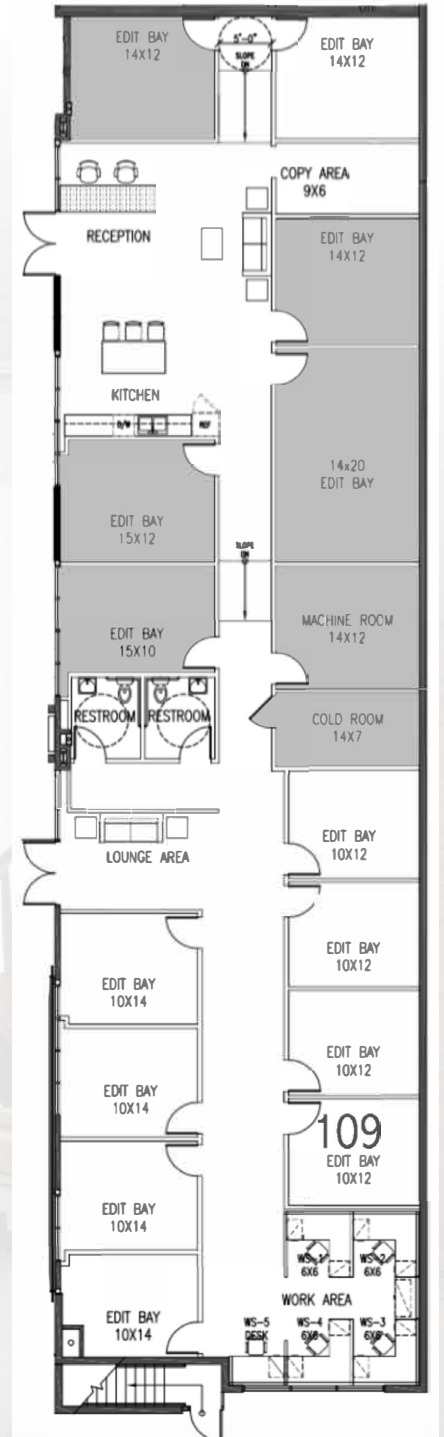 EDIT BAY
14X12
5'-0"
SLOPE
DN
EDIT BAY
14X12
COPY AREA
9X6
RECEPTION
EDIT BAY
14X12
KITCHEN
D/W
REF
14x20
EDIT BAY
EDIT BAY
15X12
SLOPE
DN
EDIT BAY
15X10
MACHINE ROOM
14X12
RESTROOM
RESTROOM
COLD ROOM
14X7
EDIT BAY
10X12
LOUNGE AREA
EDIT BAY
10X12
EDIT BAY
10X14
EDIT BAY
10X12
EDIT BAY
10X14
109
EDIT BAY
10X12
EDIT BAY
10X14
WS-1
6X6
WS-2
6X6
WORK AREA
EDIT BAY
10X14
WS-5
DESK
WS-4
6X6
WS-3
6X6